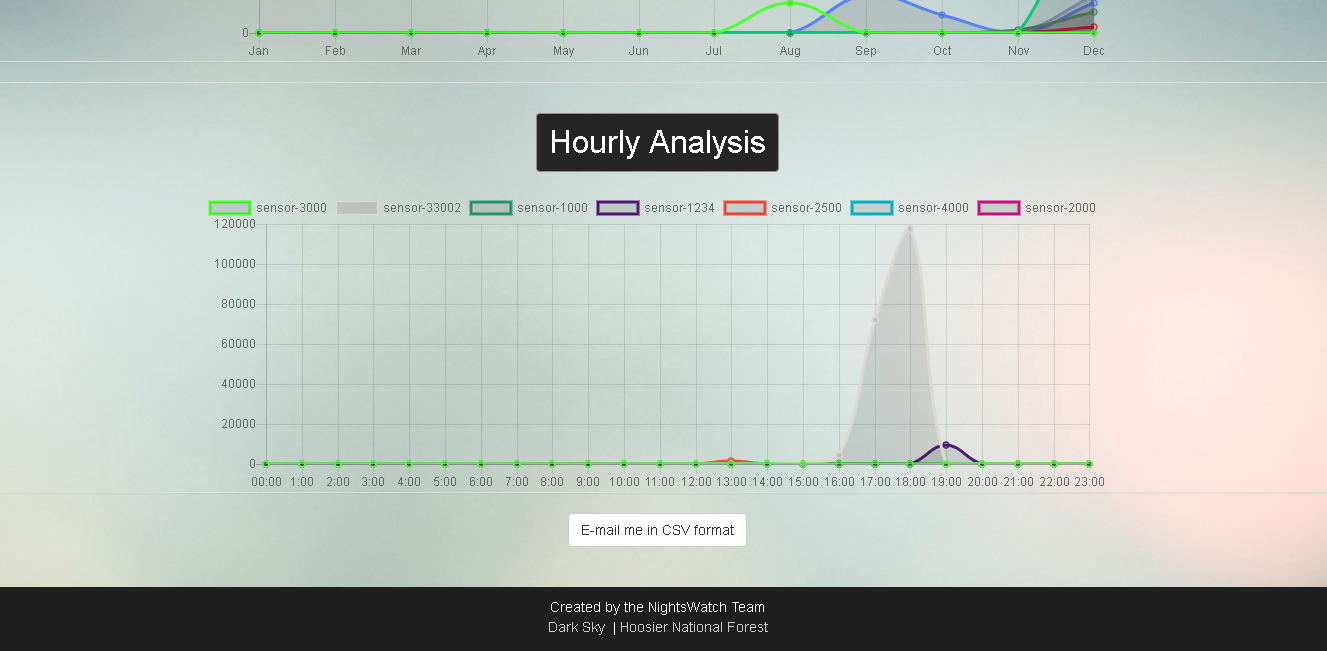 0
Jan Feb Mar Apr May Jun Jul Aug Sep Oct Nov Dec
Hourly Analysis
sensor-3000 sensor-33002 sensor-1000 sensor-1234 sensor-2500 sensor-4000 sensor-2000
120000
100000
80000
60000
40000
20000
0
00:00 1:00 2:00 3:00 4:00 5:00 6:00 7:00 8:00 9:00 10:00 11:00 12:00 13:00 14:00 15:00 16:00 17:00 18:00 19:00 20:00 21:00 22:00 23:00
E-mail me in CSV format
Created by the NightsWatch Team
Dark Sky | Hoosier National Forest